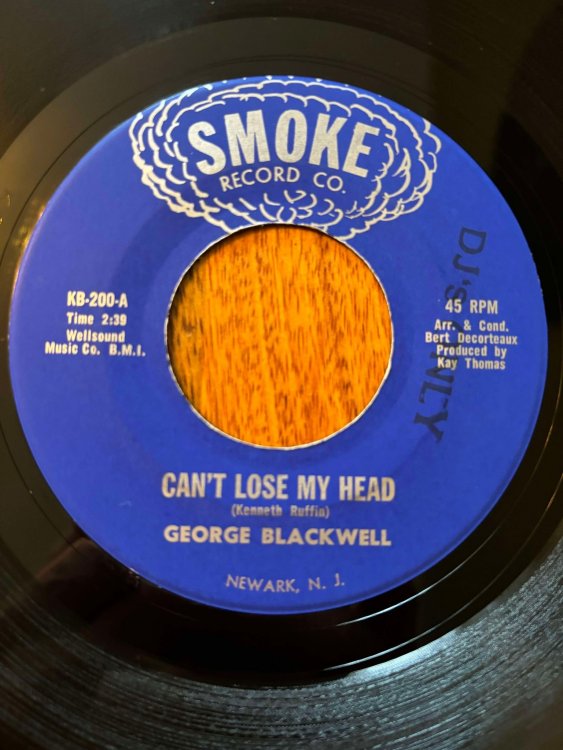 SMOKE
RECORD CO.
KB-200-A
Time 2:39
Wellsound
Music Co. B.M.I.
45 RPM
Arr. & Cond.
Bert Decorteaux
Produced by
Kay Thomas
DJ'S ONLY
CAN'T LOSE MY HEAD
(Kenneth Ruffin)
GEORGE BLACKWELL
NEWARK, N. J.